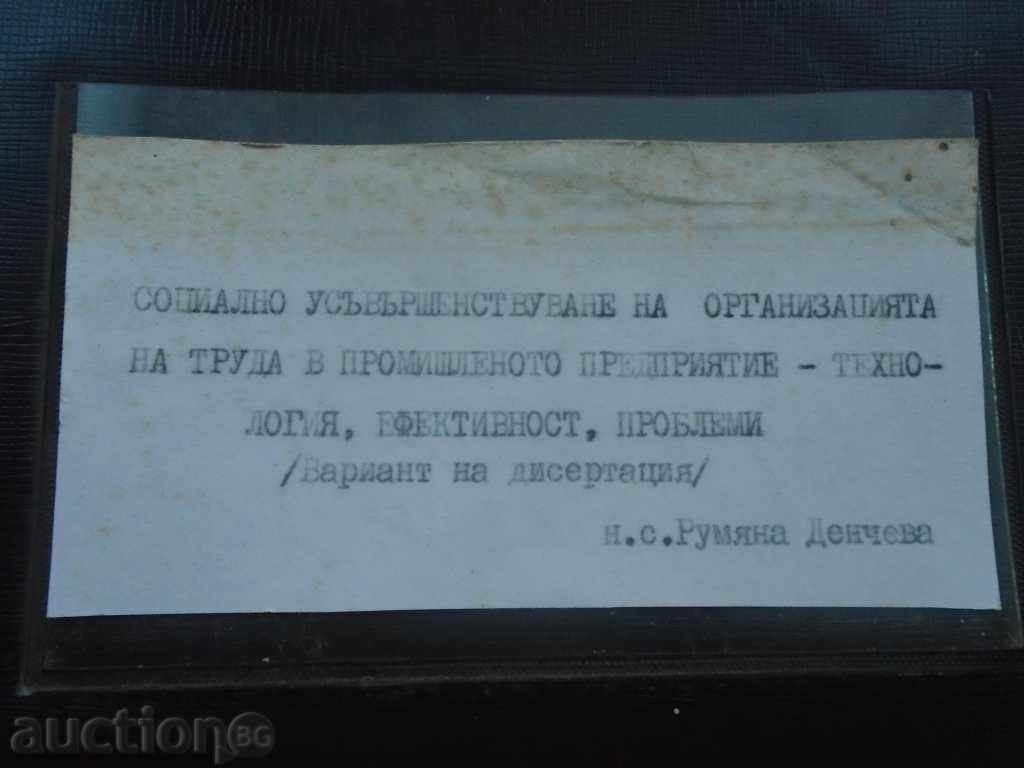 СОЦИАЛНО УСЪВЪРШЕНСТВУВАНЕ НА ОРГАНИЗАЦИЯТА
НА ТРУДА В ПРОМИШЛЕНОТО ПРЕДПРИЯТИЕ - ТЕХНО-
ЛОГИЯ, ЕФЕКТИВНОСТ, ПРОБЛЕМИ
/Вариант на дисертация/
н.с.Румяна Денчева
auction BG